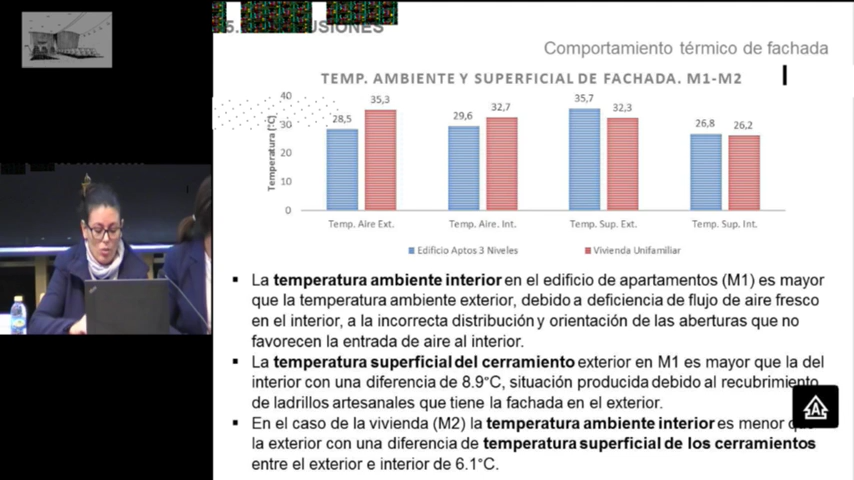 5.
USIONES
Comportamiento térmico de fachada
TEMP. AMBIENTE Y SUPERFICIAL DE FACHADA. M1-M2
Temperatura (°C)
40
30
20
10
0
28,5
35,3
29,6
32,7
35,7
32,3
26,8
26,2
Temp. Aire Ext.
Temp. Aire. Int.
Temp. Sup. Ext.
Temp. Sup. Int.
Edificio Aptos 3 Niveles
Vivienda Unifamiliar
▪ La temperatura ambiente interior en el edificio de apartamentos (M1) es mayor
que la temperatura ambiente exterior, debido a deficiencia de flujo de aire fresco
en el interior, a la incorrecta distribución y orientación de las aberturas que no
favorecen la entrada de aire al interior.
▪ La temperatura superficial del cerramiento exterior en M1 es mayor que la del
interior con una diferencia de 8.9°C, situación producida debido al recubrimiento
de ladrillos artesanales que tiene la fachada en el exterior.
▪ En el caso de la vivienda (M2) la temperatura ambiente interior es menor que
la exterior con una diferencia de temperatura superficial de los cerramientos
entre el exterior e interior de 6.1°C.